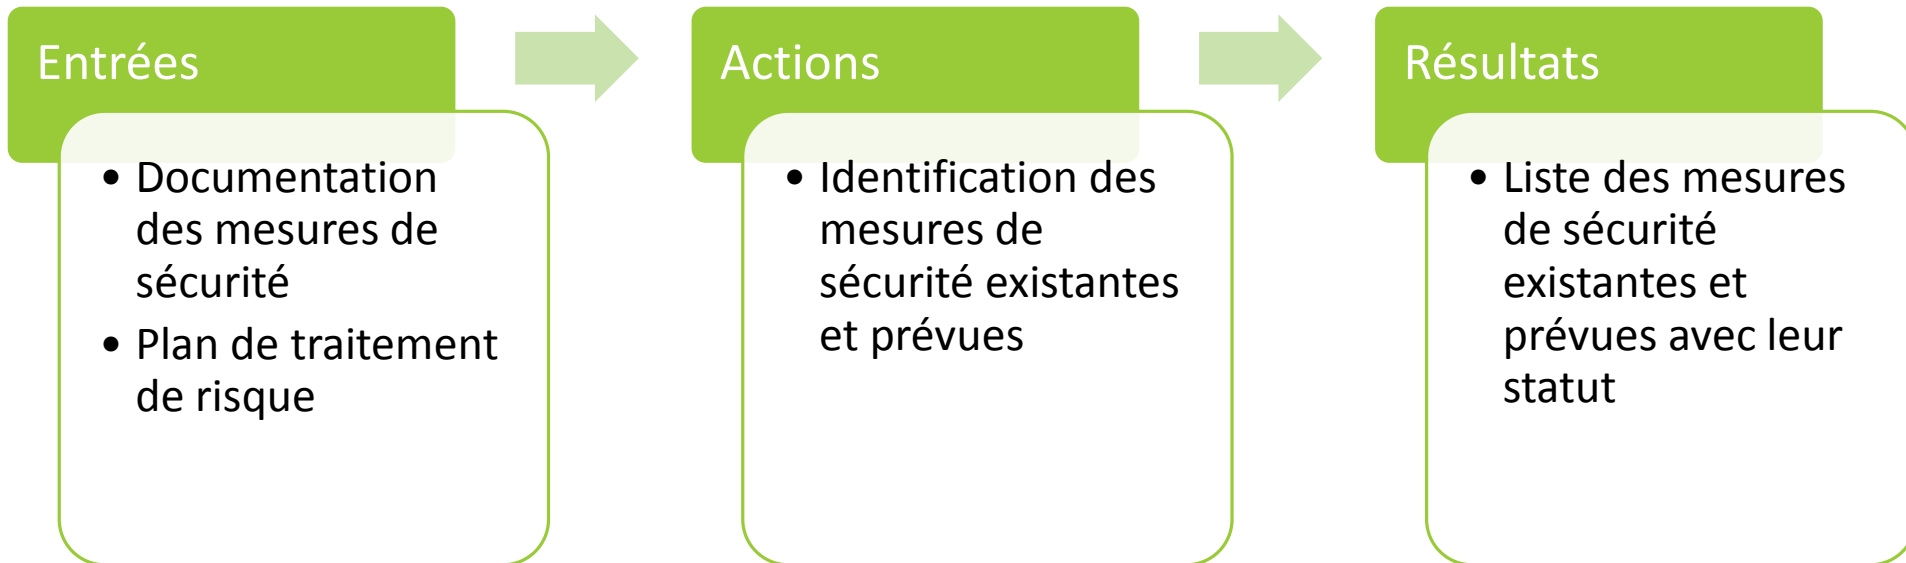 Entrées
• Documentation
des mesures de
sécurité
• Plan de traitement
de risque
Actions
• Identification des
mesures de
sécurité existantes
et prévues
Résultats
• Liste des mesures
de sécurité
existantes et
prévues avec leur
statut